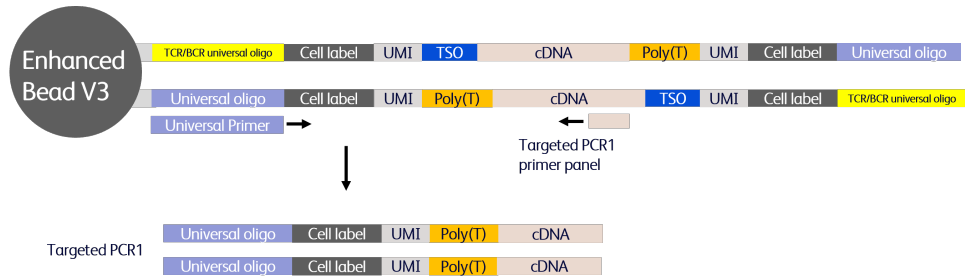 Enhanced
Bead V3
TCR/BCR universal oligo Cell label UMI TSO cDNA Poly(T) UMI Cell label Universal oligo
Universal oligo Cell label UMI Poly(T) cDNA TSO UMI Cell label TCR/BCR universal oligo
Universal Primer
Targeted PCR1
primer panel
Universal oligo Cell label UMI Poly(T) cDNA
Targeted PCR1
Universal oligo Cell label UMI Poly(T) cDNA